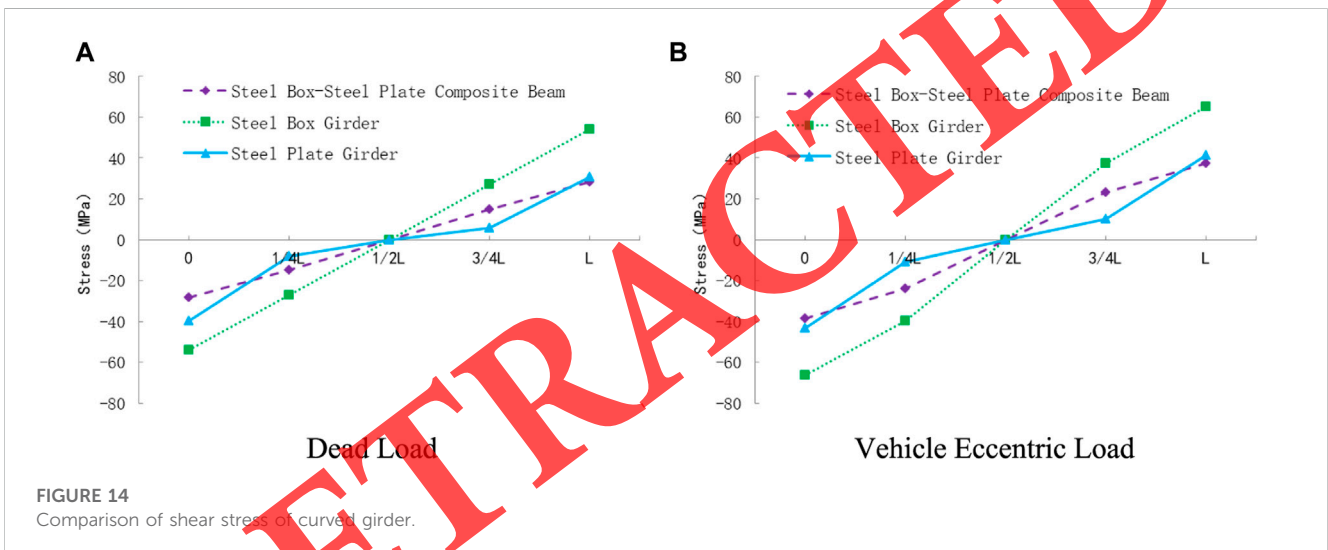 A
80
60
40
20
0
-20
-40
-60
-80
Stress (MPa)
Steel Box-Steel Plate Composite Beam
Steel Box Girder
Steel Plate Girder
0 1/4L 1/2L 3/4L L
Dead Load
B
80
60
40
20
0
-20
-40
-60
-80
Stress (MPa)
Steel Box-Steel Plate Composite Beam
Steel Box Girder
Steel Plate Girder
0 1/4L 1/2L 3/4L L
Vehicle Eccentric Load
ETRACTED
FIGURE 14
Comparison of shear stress of curved girder.